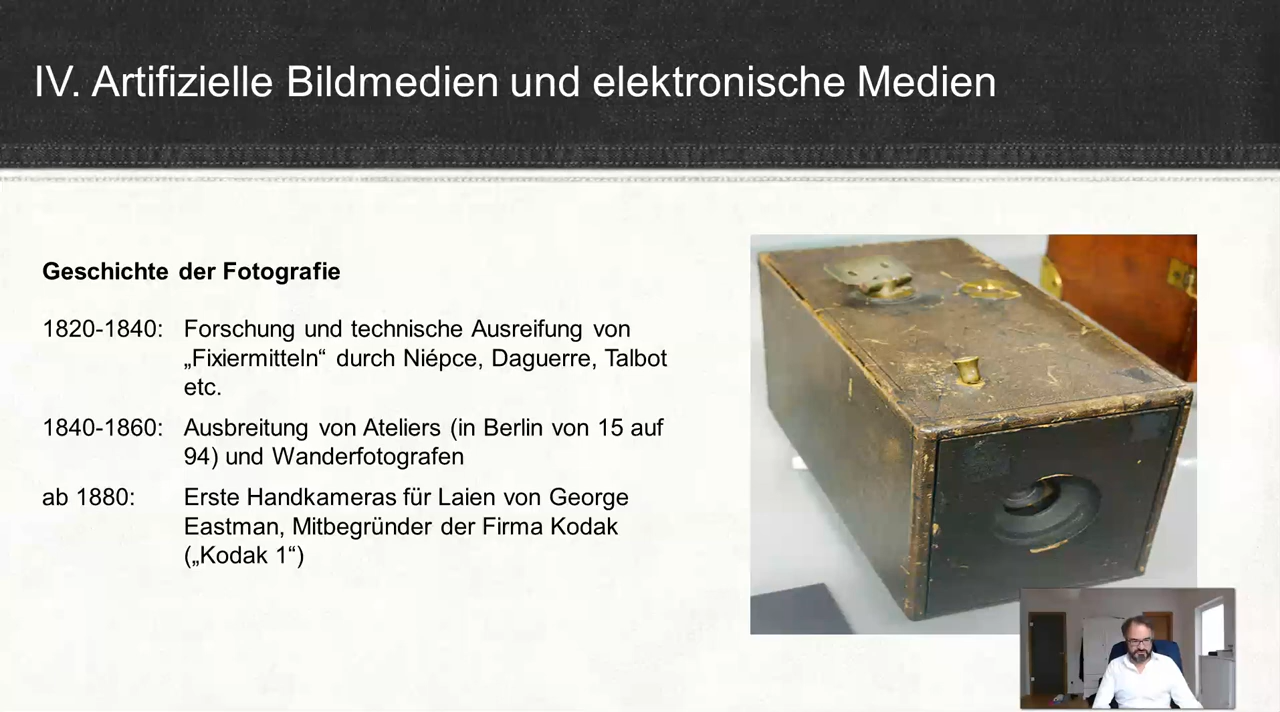 IV. Artifizielle Bildmedien und elektronische Medien
Geschichte der Fotografie
1820-1840: Forschung und technische Ausreifung von
„Fixiermitteln“ durch Niépce, Daguerre, Talbot
etc.
1840-1860: Ausbreitung von Ateliers (in Berlin von 15 auf
94) und Wanderfotografen
ab 1880: Erste Handkameras für Laien von George
Eastman, Mitbegründer der Firma Kodak
(„Kodak 1“)